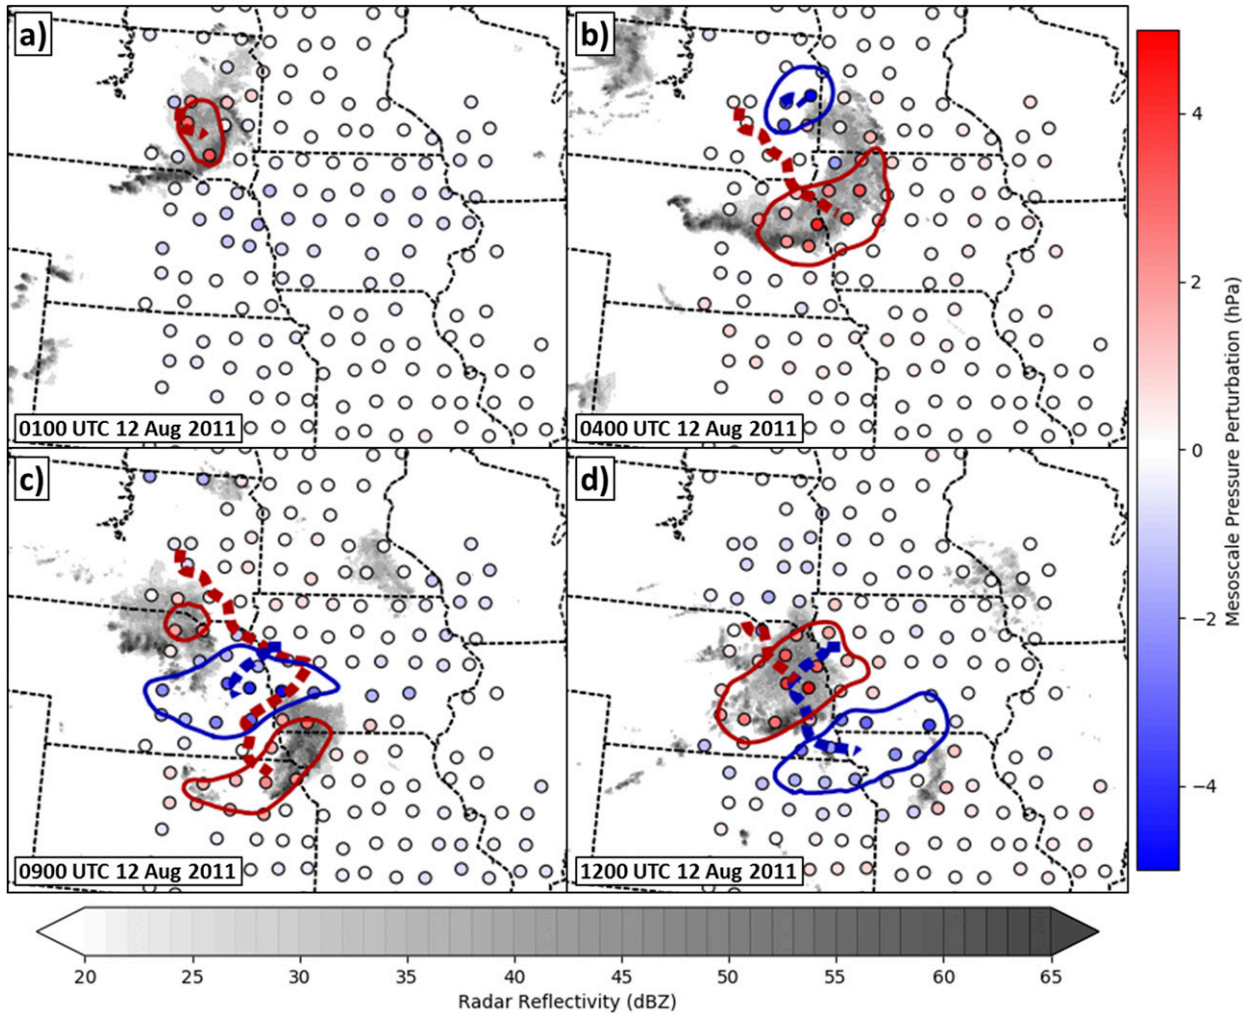 a)
b)
0100 UTC 12 Aug 2011
0400 UTC 12 Aug 2011
c)
d)
0900 UTC 12 Aug 2011
1200 UTC 12 Aug 2011
4
2
0
−2
−4
Mesoscale Pressure Perturbation (hPa)
20 25 30 35 40 45 50 55 60 65
Radar Reflectivity (dBZ)